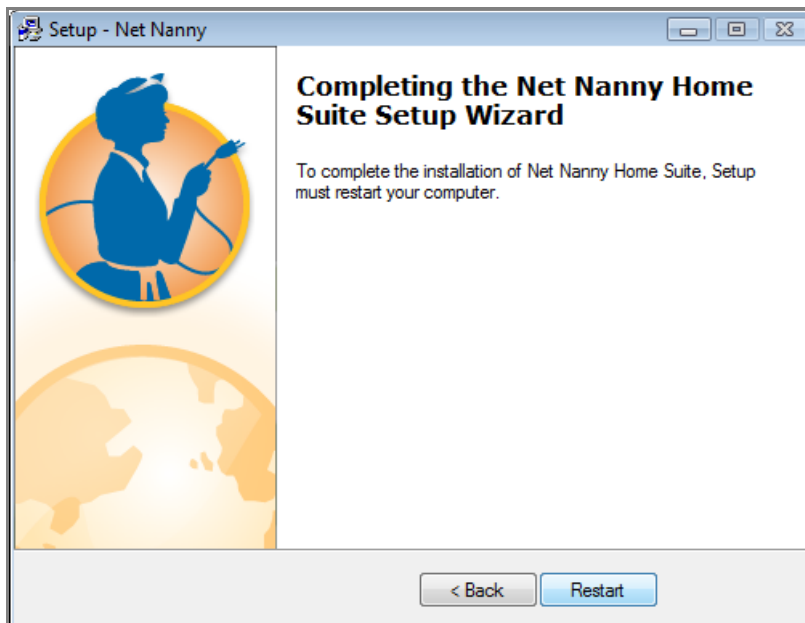 Setup - Net Nanny
Completing the Net Nanny Home
Suite Setup Wizard
To complete the installation of Net Nanny Home Suite, Setup
must restart your computer.
< Back
Restart